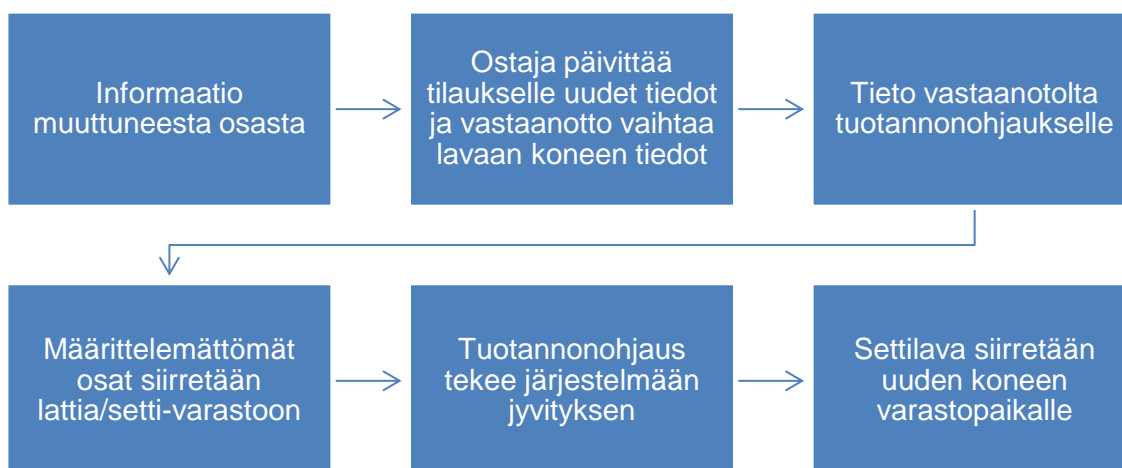 Informaatio
muuttuneesta osasta
Ostaja päivittää
tilaukselle uudet tiedot
ja vastaanotto vaihtaa
lavaan koneen tiedot
Tieto vastaanotolta
tuotannonohjaukselle
Määrittelemättömät
osat siirretään
lattia/setti-varastoon
Tuotannonohjaus
tekee järjestelmään
jyvityksen
Settilava siirretään
uuden koneen
varastopaikalle